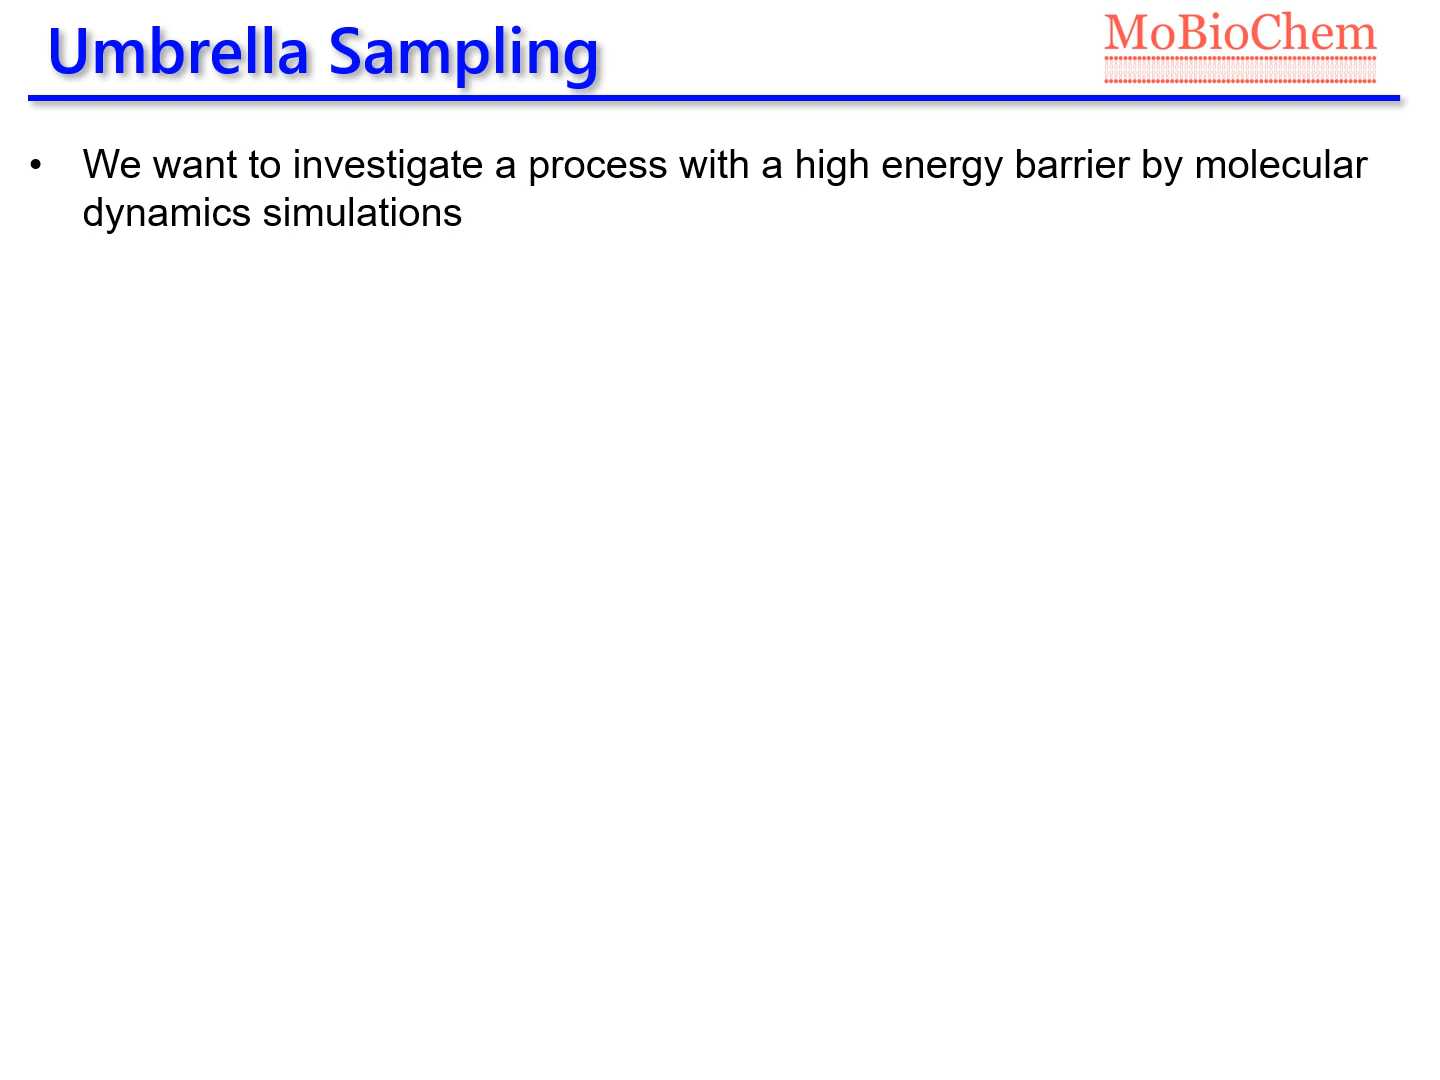 Umbrella Sampling
MoBioChem
• We want to investigate a process with a high energy barrier by molecular
dynamics simulations